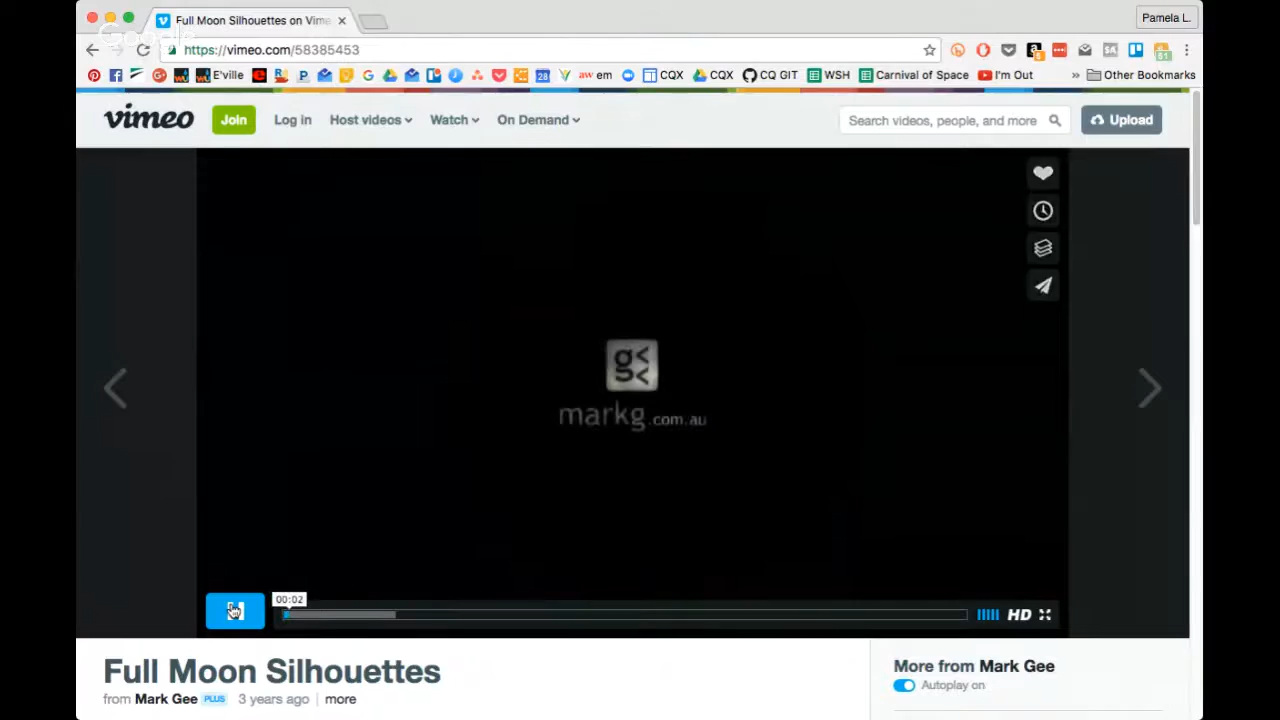 Full Moon Silhouettes on Vime
Pamela L.
Google
https://vimeo.com/58385453
E'ville em CQX CQX CQ GIT WSH Carnival of Space I'm Out » Other Bookmarks
vimeo Join Log in Host videos Watch On Demand Search videos, people, and more Upload
g<<
markg.com.au
00:02
HD
Full Moon Silhouettes
from Mark Gee PLUS 3 years ago | more
More from Mark Gee
Autoplay on